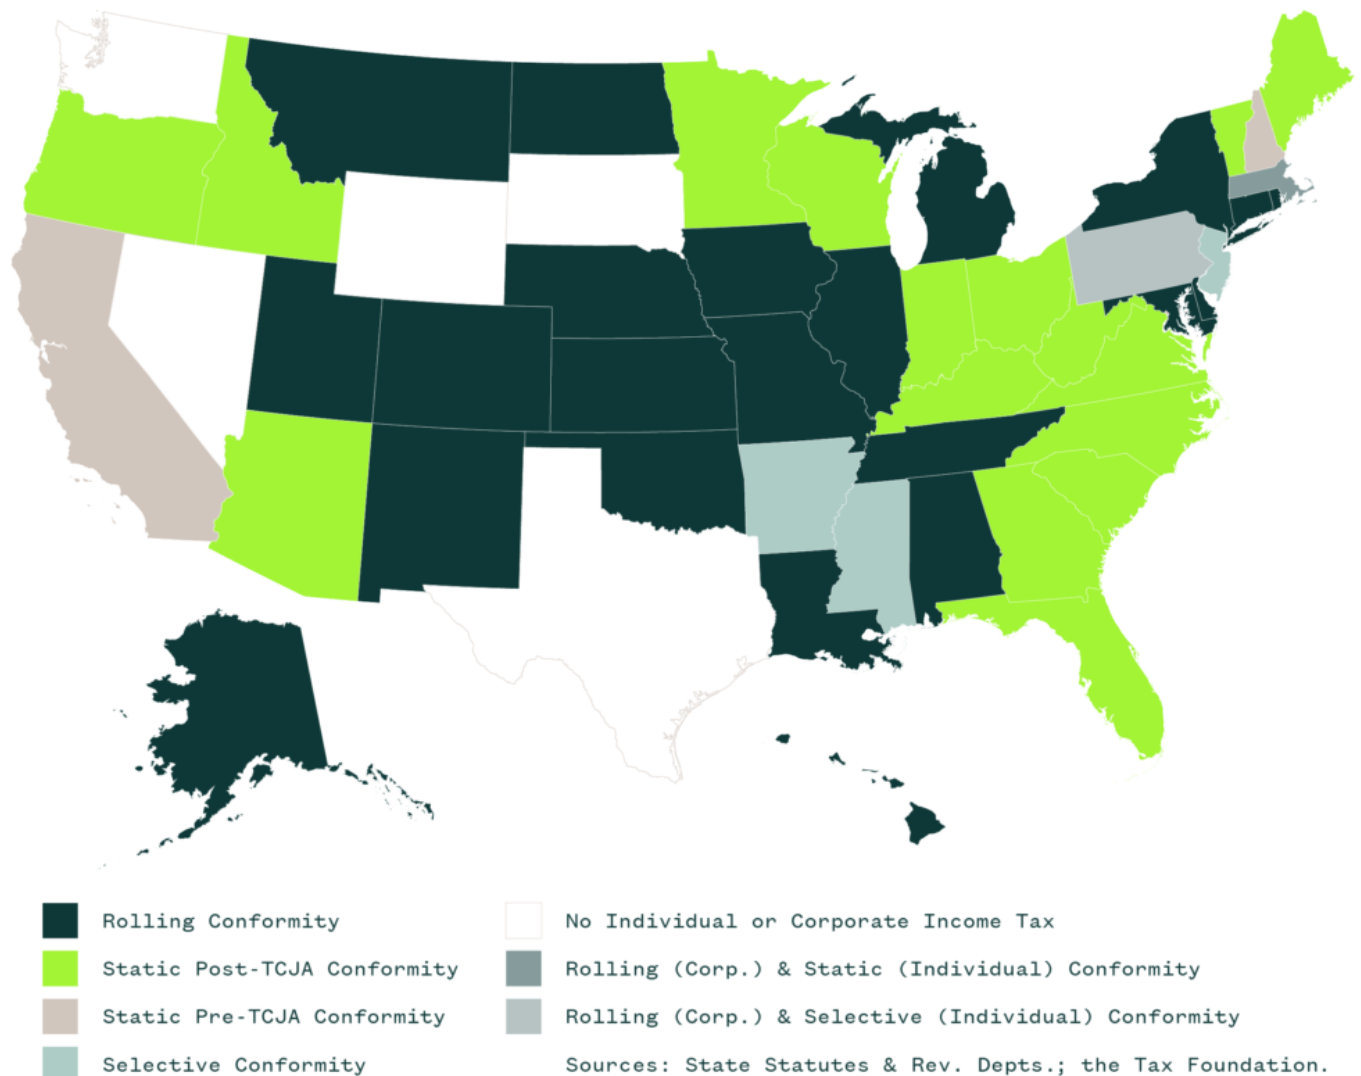 Rolling Conformity
Static Post-TCJA Conformity
Static Pre-TCJA Conformity
Selective Conformity
No Individual or Corporate Income Tax
Rolling (Corp.) & Static (Individual) Conformity
Rolling (Corp.) & Selective (Individual) Conformity
Sources: State Statutes & Rev. Depts.; the Tax Foundation.